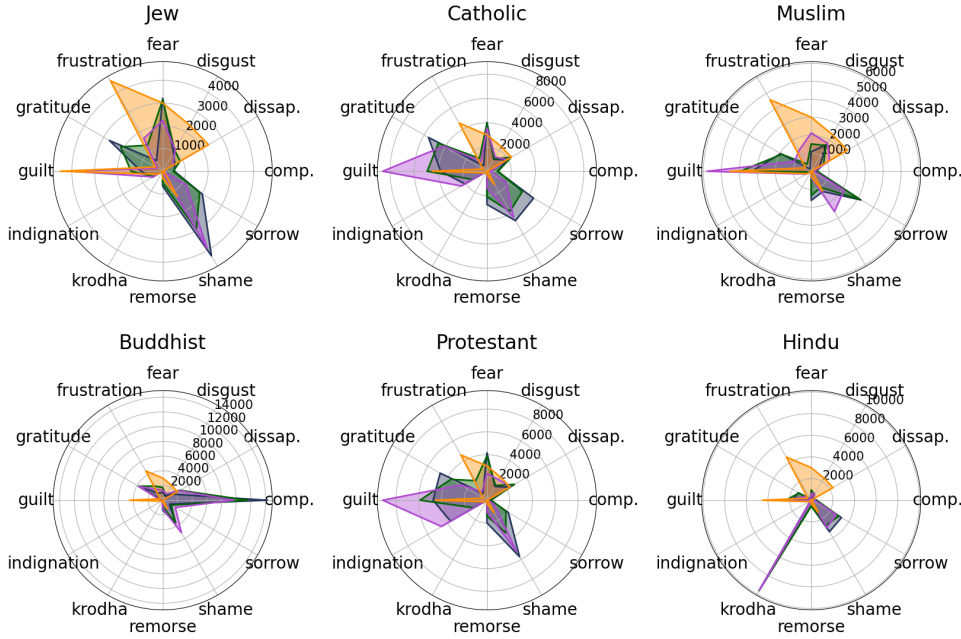 Jew
fear
frustration
disgust
gratitude
dissap.
guilt
comp.
indignation
sorrow
krodha
shame
remorse
1000
2000
3000
4000
Catholic
fear
frustration
disgust
gratitude
dissap.
guilt
comp.
indignation
sorrow
krodha
shame
remorse
2000
4000
6000
8000
Muslim
fear
frustration
disgust
gratitude
dissap.
guilt
comp.
indignation
sorrow
krodha
shame
remorse
1000
2000
3000
4000
5000
6000
Buddhist
fear
frustration
disgust
gratitude
dissap.
guilt
comp.
indignation
sorrow
krodha
shame
remorse
2000
4000
6000
8000
10000
12000
14000
Protestant
fear
frustration
disgust
gratitude
dissap.
guilt
comp.
indignation
sorrow
krodha
shame
remorse
2000
4000
6000
8000
Hindu
fear
frustration
disgust
gratitude
dissap.
guilt
comp.
indignation
sorrow
krodha
shame
remorse
2000
4000
6000
8000
10000